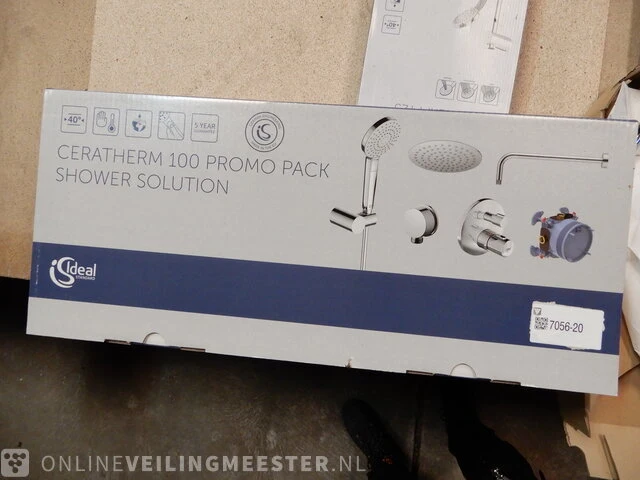 40°
5 YEAR
CERATHERM 100 PROMO PACK
SHOWER SOLUTION
Ideal
STANDARD
7056-20
ONLINEVEILINGMEESTER.NL